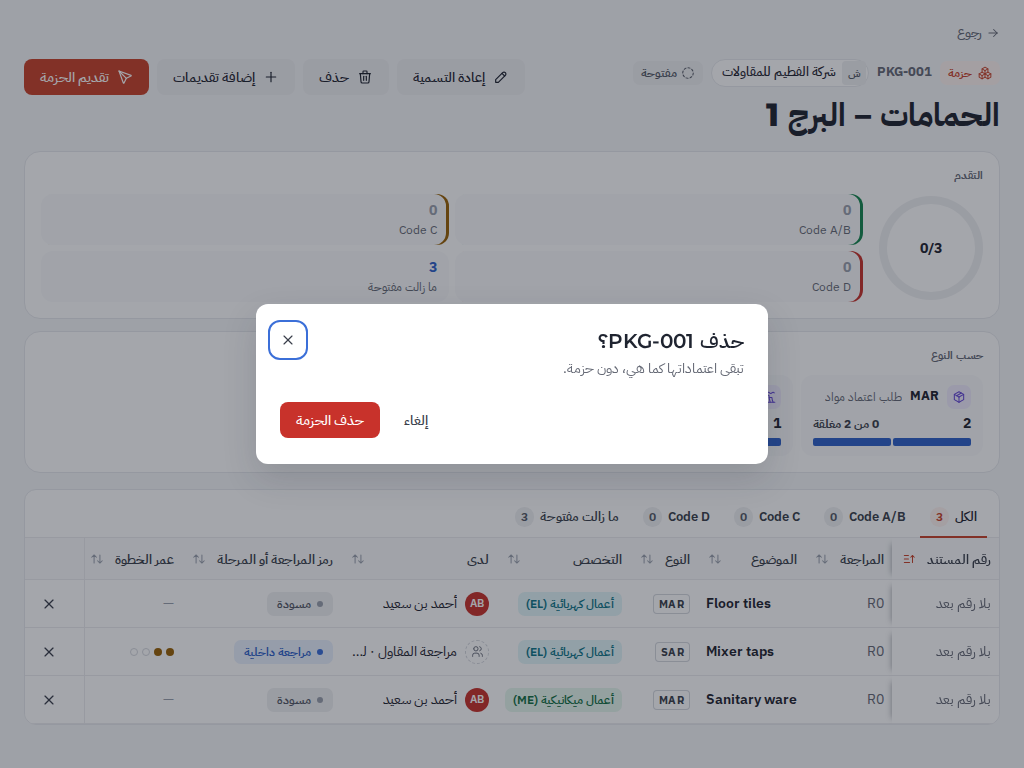 رجوع
حزمة PKG-001 ش شركة الفطيم للمقاولات مفتوحة
إعادة التسمية حذف إضافة تقديمات تقديم الحزمة
الحمامات – البرج 1
التقدم
0/3
0 Code A/B
0 Code C
0 Code D
3 ما زالت مفتوحة
حسب النوع
MAR طلب اعتماد مواد
2 0 من 2 مغلقة
1
حذف PKG-001؟
تبقى اعتماداتها كما هي، دون حزمة.
إلغاء حذف الحزمة
الكل 3 Code A/B 0 Code C 0 Code D 0 ما زالت مفتوحة 3
رقم المستند المراجعة الموضوع النوع التخصص لدى رمز المراجعة أو المرحلة عمر الخطوة
بلا رقم بعد R0 Floor tiles MAR أعمال كهربائية (EL) AB أحمد بن سعيد مسودة —
بلا رقم بعد R0 Mixer taps SAR أعمال كهربائية (EL) مراجعة المقاول · لـ... مراجعة داخلية
بلا رقم بعد R0 Sanitary ware MAR أعمال ميكانيكية (ME) AB أحمد بن سعيد مسودة —